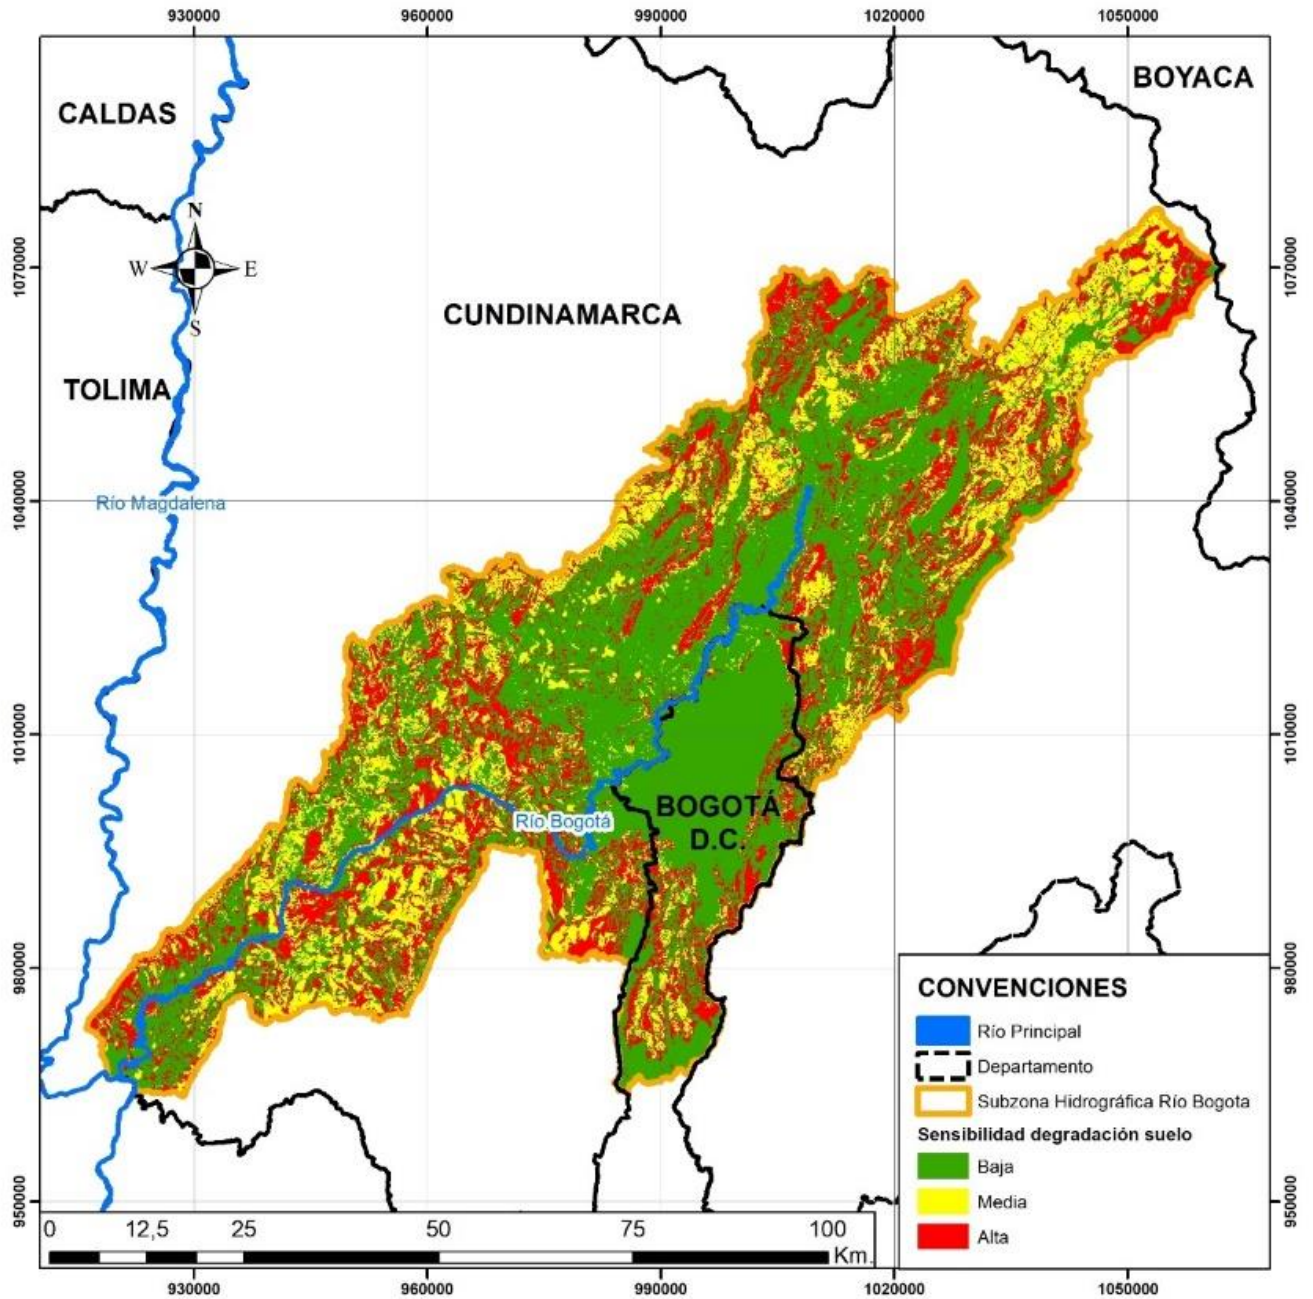 930000 960000 990000 1020000 1050000
BOYACA
CALDAS
N
W E
S
1070000 1070000
CUNDINAMARCA
TOLIMA
Río Magdalena
1040000 1040000
1010000 1010000
BOGOTÁ
D.C.
Río Bogotá
980000 980000
CONVENCIONES
Río Principal
Departamento
Subzona Hidrográfica Río Bogota
Sensibilidad degradación suelo
Baja
Media
Alta
950000 950000
0 12,5 25 50 75 100
Km.
930000 960000 990000 1020000 1050000